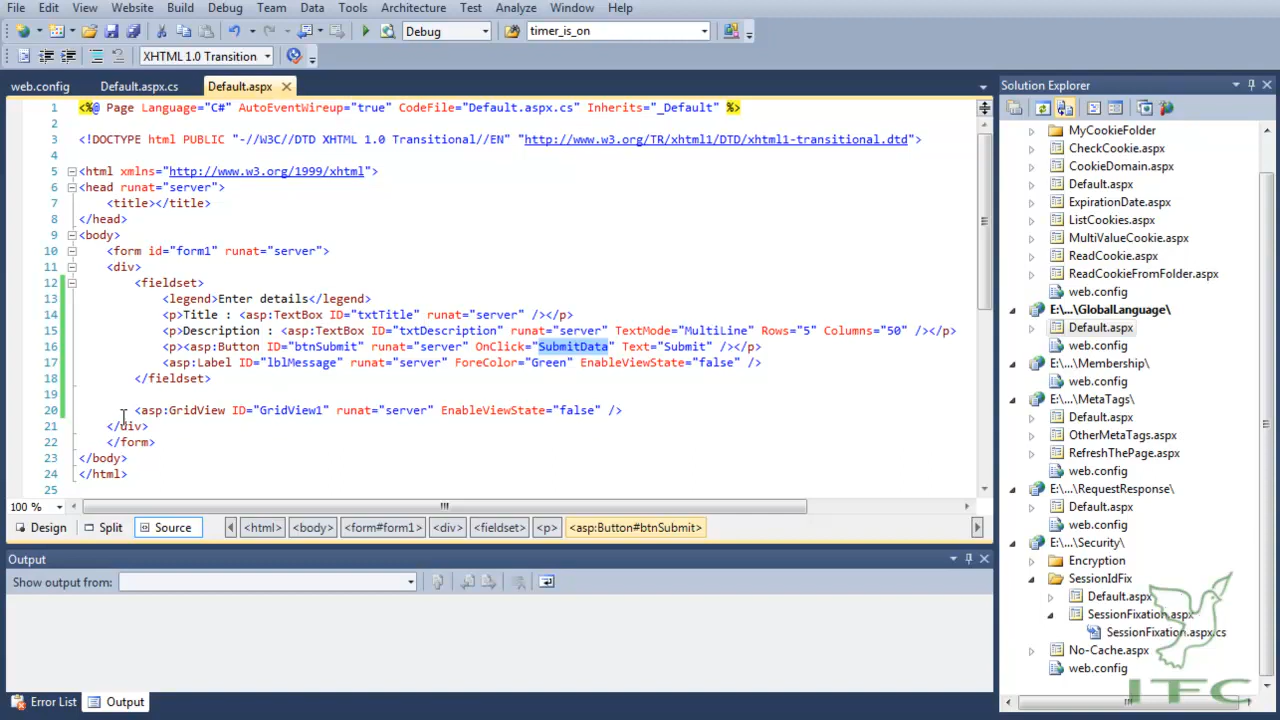 File Edit View Website Build Debug Team Data Tools Architecture Test Analyze Window Help
Debug timer_is_on
XHTML 1.0 Transition
web.config Default.aspx.cs Default.aspx
1 <%@ Page Language="C#" AutoEventWireup="true" CodeFile="Default.aspx.cs" Inherits="_Default" %>
2
3 <!DOCTYPE html PUBLIC "-//W3C//DTD XHTML 1.0 Transitional//EN" "http://www.w3.org/TR/xhtml1/DTD/xhtml1-transitional.dtd">
4
5 <html xmlns="http://www.w3.org/1999/xhtml">
6 <head runat="server">
7 <title></title>
8 </head>
9 <body>
10 <form id="form1" runat="server">
11 <div>
12 <fieldset>
13 <legend>Enter details</legend>
14 <p>Title : <asp:TextBox ID="txtTitle" runat="server" /></p>
15 <p>Description : <asp:TextBox ID="txtDescription" runat="server" TextMode="MultiLine" Rows="5" Columns="50" /></p>
16 <p><asp:Button ID="btnSubmit" runat="server" OnClick="SubmitData" Text="Submit" /></p>
17 <asp:Label ID="lblMessage" runat="server" ForeColor="Green" EnableViewState="false" />
18 </fieldset>
19
20 <asp:GridView ID="GridView1" runat="server" EnableViewState="false" />
21 </div>
22 </form>
23 </body>
24 </html>
25
100 %
Design Split Source <html> <body> <form#form1> <div> <fieldset> <p> <asp:Button#btnSubmit>
Output
Show output from:
Error List Output
Solution Explorer
MyCookieFolder
CheckCookie.aspx
CookieDomain.aspx
Default.aspx
ExpirationDate.aspx
ListCookies.aspx
MultiValueCookie.aspx
ReadCookie.aspx
ReadCookieFromFolder.aspx
web.config
E:\...\GlobalLanguage\
Default.aspx
web.config
E:\...\Membership\
web.config
E:\...\MetaTags\
Default.aspx
OtherMetaTags.aspx
RefreshThePage.aspx
web.config
E:\...\RequestResponse\
Default.aspx
web.config
E:\...\Security\
Encryption
SessionIdFix
Default.aspx
SessionFixation.aspx
SessionFixation.aspx.cs
No-Cache.aspx
web.config
ITFC